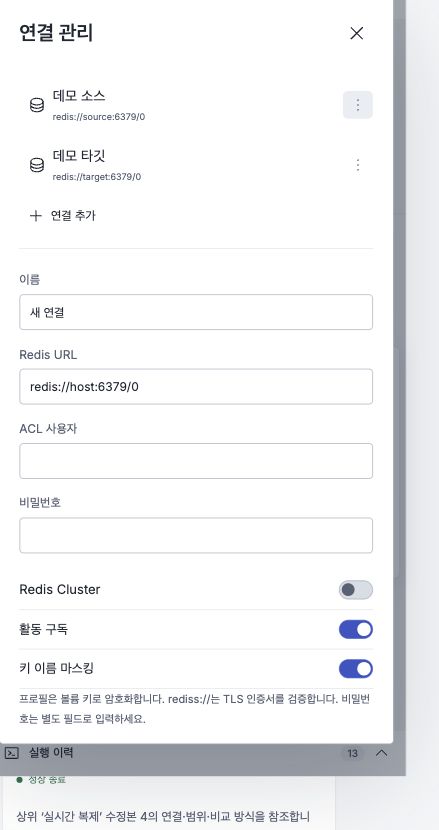 연결 관리
데모 소스
redis://source:6379/0
데모 타깃
redis://target:6379/0
연결 추가
이름
새 연결
Redis URL
redis://host:6379/0
ACL 사용자
비밀번호
Redis Cluster
활동 구독
키 이름 마스킹
프로필은 볼륨 키로 암호화합니다. rediss://는 TLS 인증서를 검증합니다. 비밀번
호는 별도 필드로 입력하세요.
실행 이력 13
정상 종료
상위 ‘실시간 복제’ 수정본 4의 연결·범위·비교 방식을 참조합니